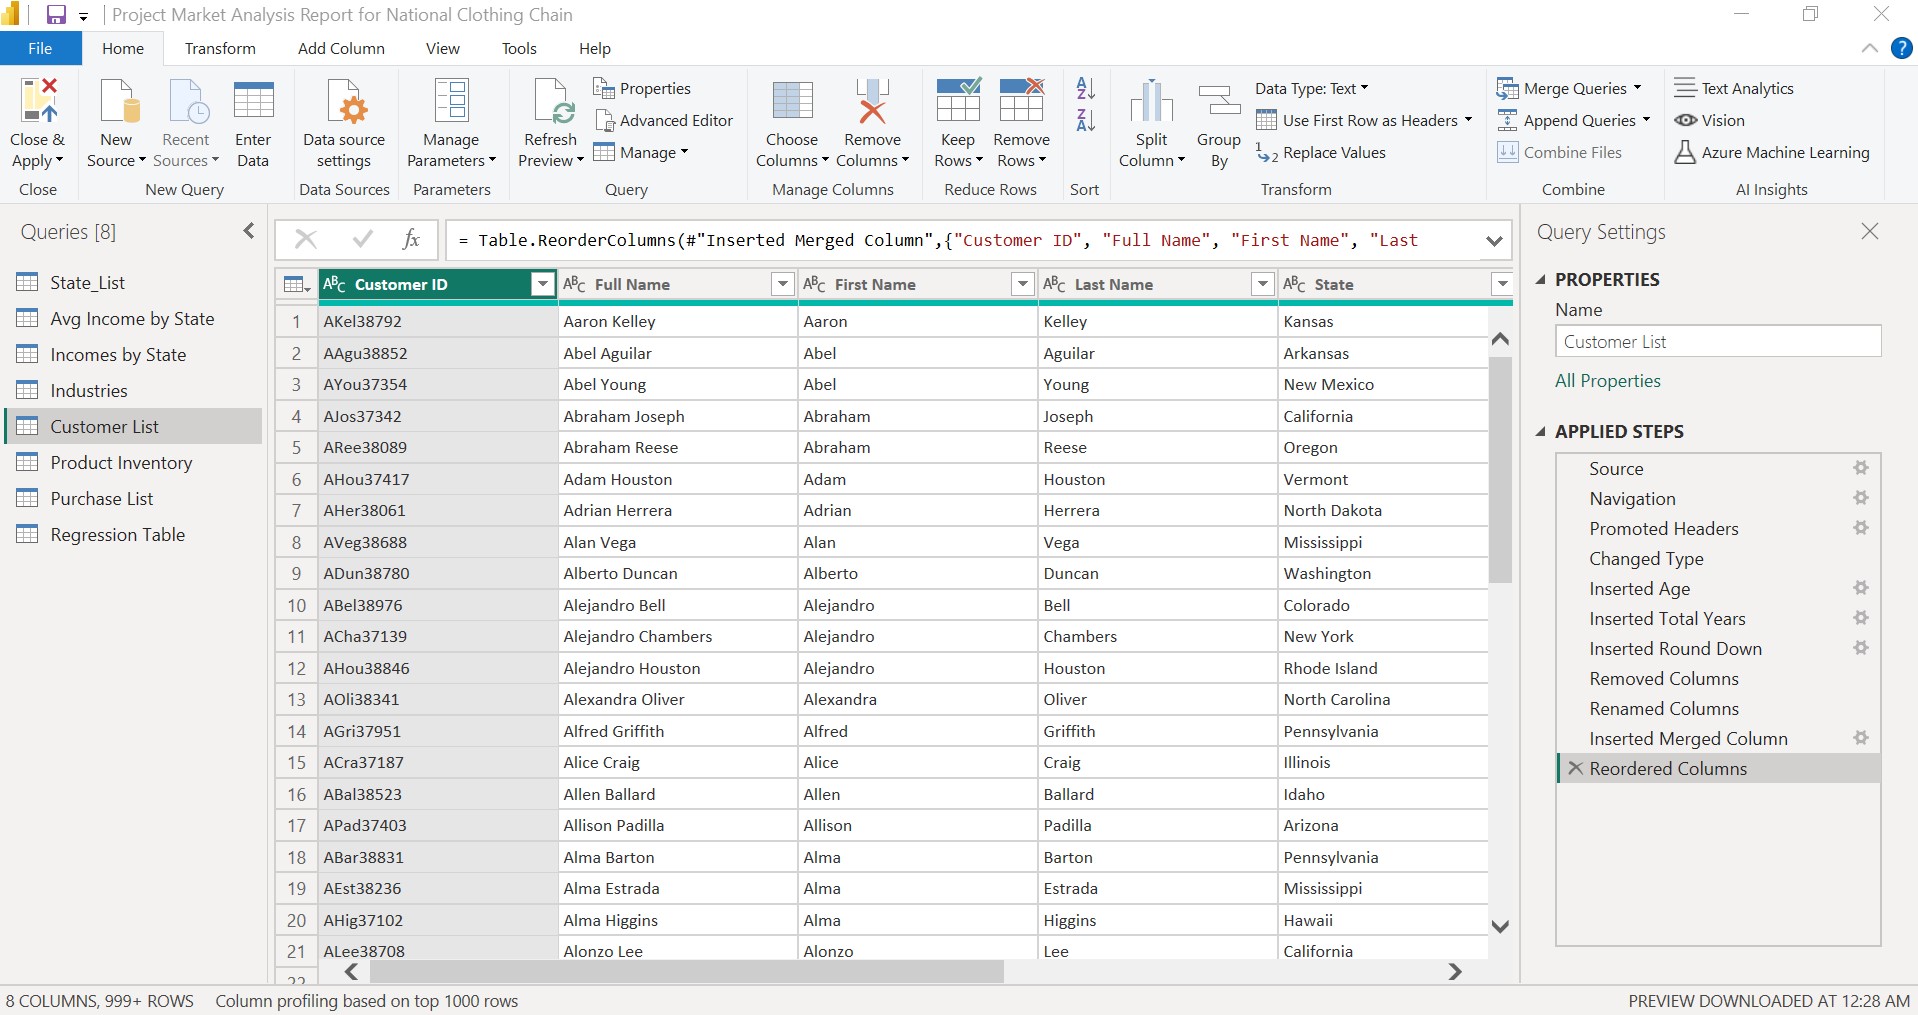 Project Market Analysis Report for National Clothing Chain
File Home Transform Add Column View Tools Help
Close & Apply
Close
New Source
Recent Sources
Enter Data
New Query
Data source settings
Data Sources
Manage Parameters
Parameters
Refresh Preview
Properties
Advanced Editor
Manage
Query
Choose Columns
Remove Columns
Manage Columns
Keep Rows
Remove Rows
Reduce Rows
Sort
Split Column
Group By
Data Type: Text
Use First Row as Headers
Replace Values
Transform
Merge Queries
Append Queries
Combine Files
Combine
Text Analytics
Vision
Azure Machine Learning
AI Insights
Queries [8]
State_List
Avg Income by State
Incomes by State
Industries
Customer List
Product Inventory
Purchase List
Regression Table
fx = Table.ReorderColumns(#"Inserted Merged Column",{"Customer ID", "Full Name", "First Name", "Last
ABC Customer ID ABC Full Name ABC First Name ABC Last Name ABC State
1 AKel38792 Aaron Kelley Aaron Kelley Kansas
2 AAgu38852 Abel Aguilar Abel Aguilar Arkansas
3 AYou37354 Abel Young Abel Young New Mexico
4 AJos37342 Abraham Joseph Abraham Joseph California
5 ARee38089 Abraham Reese Abraham Reese Oregon
6 AHou37417 Adam Houston Adam Houston Vermont
7 AHer38061 Adrian Herrera Adrian Herrera North Dakota
8 AVeg38688 Alan Vega Alan Vega Mississippi
9 ADun38780 Alberto Duncan Alberto Duncan Washington
10 ABel38976 Alejandro Bell Alejandro Bell Colorado
11 ACha37139 Alejandro Chambers Alejandro Chambers New York
12 AHou38846 Alejandro Houston Alejandro Houston Rhode Island
13 AOli38341 Alexandra Oliver Alexandra Oliver North Carolina
14 AGri37951 Alfred Griffith Alfred Griffith Pennsylvania
15 ACra37187 Alice Craig Alice Craig Illinois
16 ABal38523 Allen Ballard Allen Ballard Idaho
17 APad37403 Allison Padilla Allison Padilla Arizona
18 ABar38831 Alma Barton Alma Barton Pennsylvania
19 AEst38236 Alma Estrada Alma Estrada Mississippi
20 AHig37102 Alma Higgins Alma Higgins Hawaii
21 ALee38708 Alonzo Lee Alonzo Lee California
22
Query Settings
PROPERTIES
Name
Customer List
All Properties
APPLIED STEPS
Source
Navigation
Promoted Headers
Changed Type
Inserted Age
Inserted Total Years
Inserted Round Down
Removed Columns
Renamed Columns
Inserted Merged Column
Reordered Columns
8 COLUMNS, 999+ ROWS Column profiling based on top 1000 rows
PREVIEW DOWNLOADED AT 12:28 AM